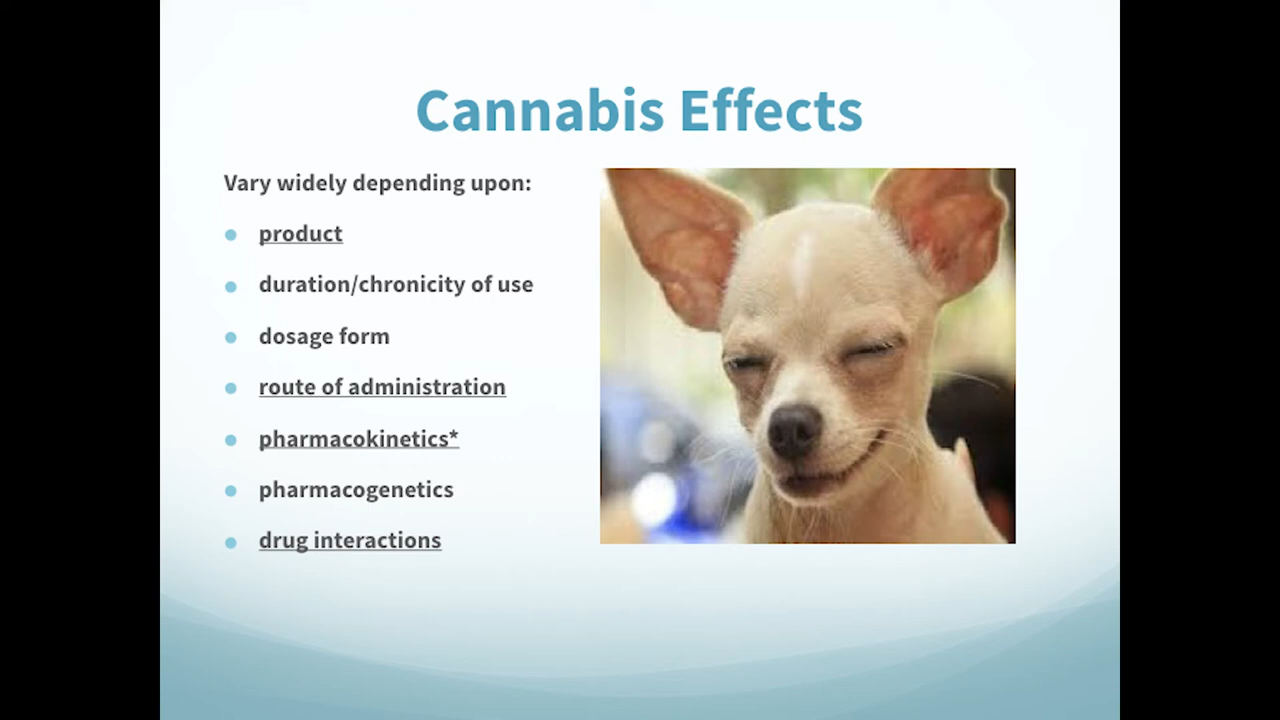 Cannabis Effects
Vary widely depending upon:
product
duration/chronicity of use
dosage form
route of administration
pharmacokinetics*
pharmacogenetics
drug interactions